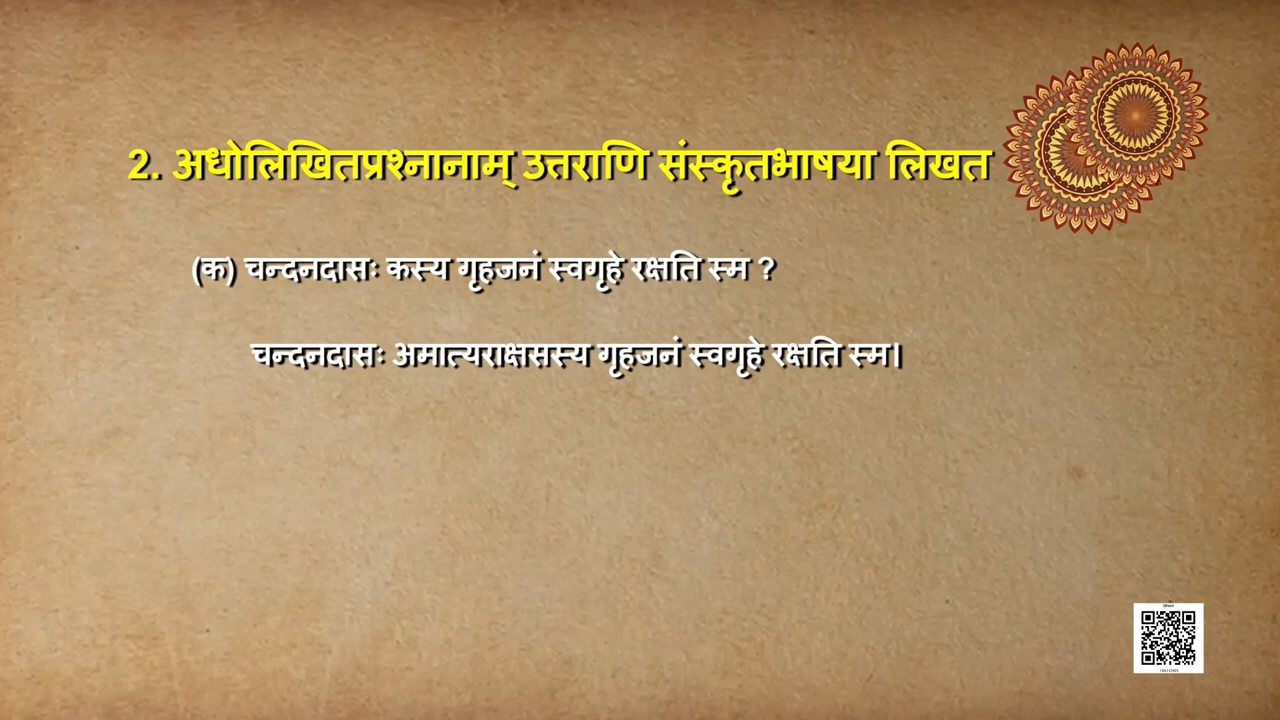 2. अधोलिखितप्रश्नानाम् उत्तराणि संस्कृतभाषया लिखत
(क) चन्दनदासः कस्य गृहजनं स्वगृहे रक्षति स्म ?
चन्दनदासः अमात्यराक्षसस्य गृहजनं स्वगृहे रक्षति स्म।